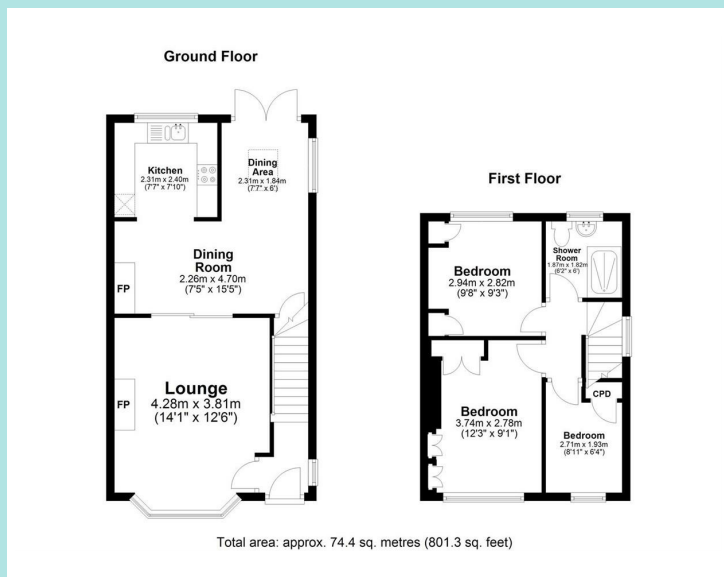 Ground Floor
Kitchen
2.31m x 2.40m
(7'7" x 7'10")
Dining
Area
2.31m x 1.84m
(7'7" x 6')
Dining
Room
2.26m x 4.70m
(7'5" x 15'5")
FP
Lounge
4.28m x 3.81m
(14'1" x 12'6")
FP
First Floor
Bedroom
2.94m x 2.82m
(9'8" x 9'3")
Shower
Room
1.87m x 1.82m
(6'2" x 6')
Bedroom
3.74m x 2.78m
(12'3" x 9'1")
CPD
Bedroom
2.71m x 1.93m
(8'11" x 6'4")
Total area: approx. 74.4 sq. metres (801.3 sq. feet)